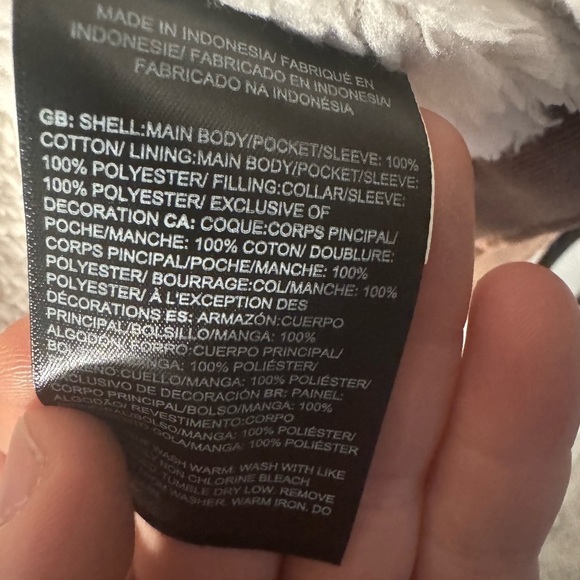 MADE IN INDONESIA/ FABRIQUÉ EN
INDONESIE/ FABRICADO EN INDONESIA/
FABRICADO NA INDONÉSIA
GB: SHELL:MAIN BODY/POCKET/SLEEVE: 100%
COTTON/ LINING:MAIN BODY/POCKET/SLEEVE:
100% POLYESTER/ FILLING:COLLAR/SLEEVE:
100% POLYESTER/ EXCLUSIVE OF
DECORATION CA: COQUE:CORPS PINCIPAL/
POCHE/MANCHE: 100% COTON/ DOUBLURE:
CORPS PINCIPAL/POCHE/MANCHE: 100%
POLYESTER/ BOURRAGE:COL/MANCHE: 100%
POLYESTER/ À L'EXCEPTION DES
DÉCORATIONS ES: ARMAZÓN:CUERPO
PRINCIPAL/BOLSILLO/MANGA: 100%
CUERPO PRINCIPAL/
100% POLIÉSTER/
CUELLO/MANGA: 100% POLIÉSTER/
DE DECORACIÓN BR: PAINEL:
CORPO PRINCIPAL/BOLSO/MANGA: 100%
ALGODÃO/ REVESTIMENTO:CORPO
PRINCIPAL/BOLSO/MANGA: 100% POLIÉSTER/
GOLA/MANGA: 100% POLIÉSTER
WASH WARM. WASH WITH LIKE
NON CHLORINE BLEACH
TUMBLE DRY LOW. REMOVE
WASHER. WARM IRON. DO